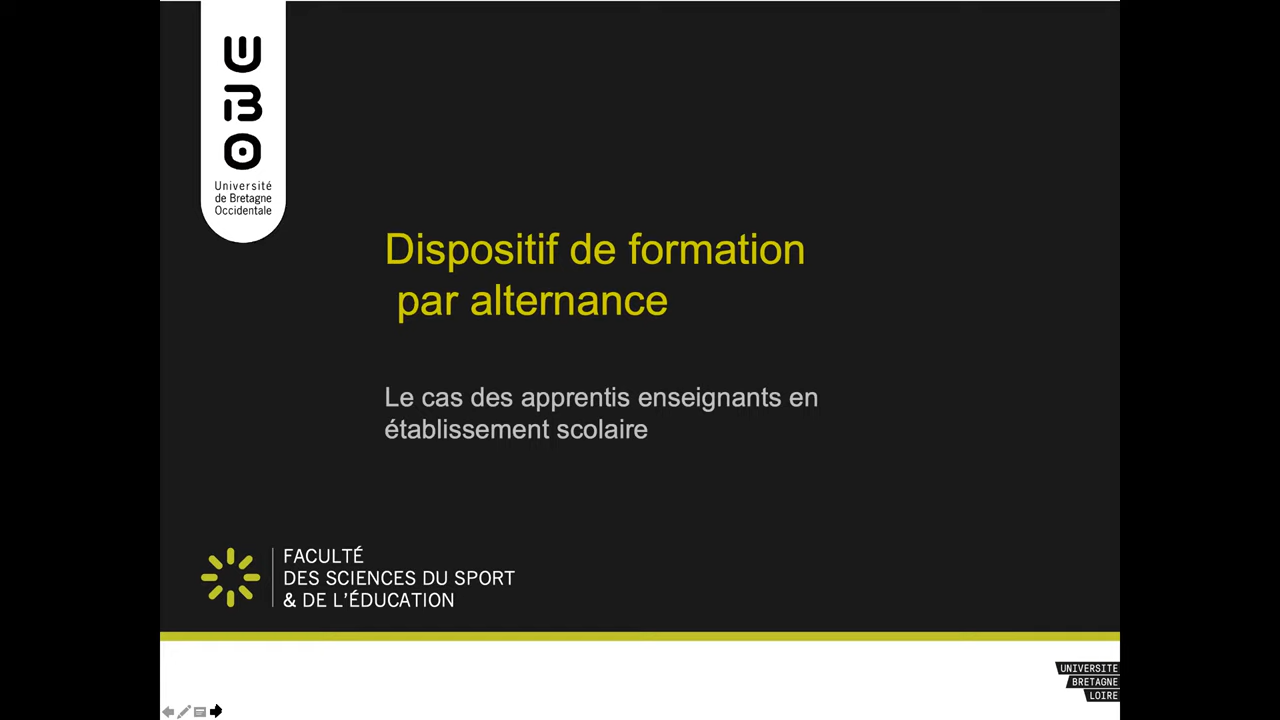 UBO
Université
de Bretagne
Occidentale
Dispositif de formation
par alternance
Le cas des apprentis enseignants en
établissement scolaire
FACULTÉ
DES SCIENCES DU SPORT
& DE L'ÉDUCATION
UNIVERSITE
BRETAGNE
LOIRE